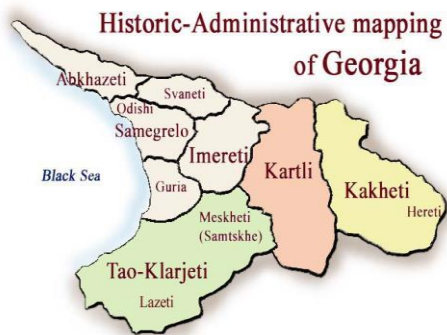 Historic-Administrative mapping
of Georgia
Abkhazeti
Svaneti
Odishi
Samegrelo
Imereti
Kartli
Kakheti
Hereti
Black Sea
Guria
Meskheti
(Samtskhe)
Tao-Klarjeti
Lazeti